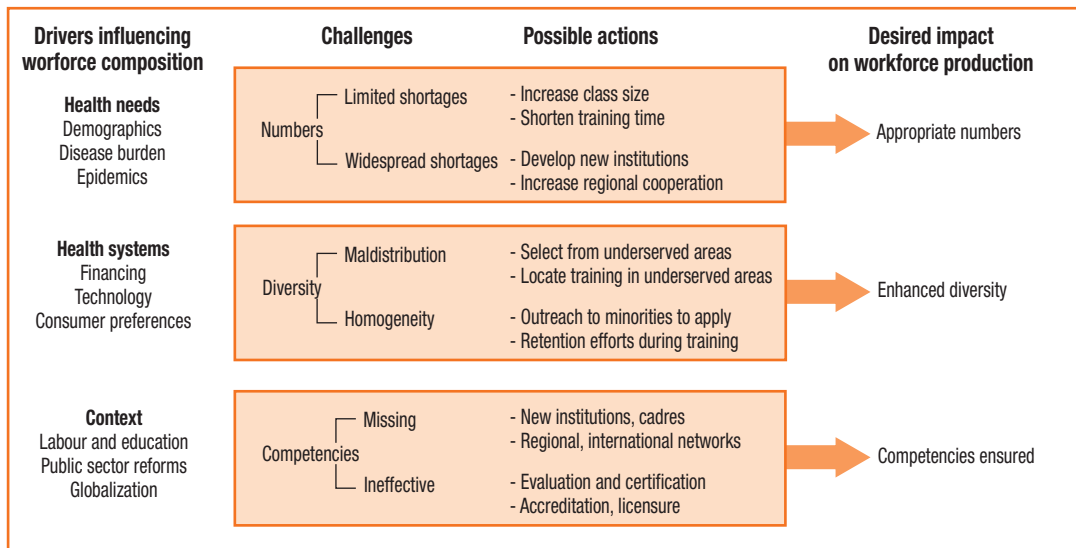 Drivers influencing
worforce composition
Challenges
Possible actions
Desired impact
on workforce production
Health needs
Demographics
Disease burden
Epidemics
Numbers
Limited shortages
- Increase class size
- Shorten training time
Widespread shortages
- Develop new institutions
- Increase regional cooperation
Appropriate numbers
Health systems
Financing
Technology
Consumer preferences
Diversity
Maldistribution
- Select from underserved areas
- Locate training in underserved areas
Homogeneity
- Outreach to minorities to apply
- Retention efforts during training
Enhanced diversity
Context
Labour and education
Public sector reforms
Globalization
Competencies
Missing
- New institutions, cadres
- Regional, international networks
Ineffective
- Evaluation and certification
- Accreditation, licensure
Competencies ensured